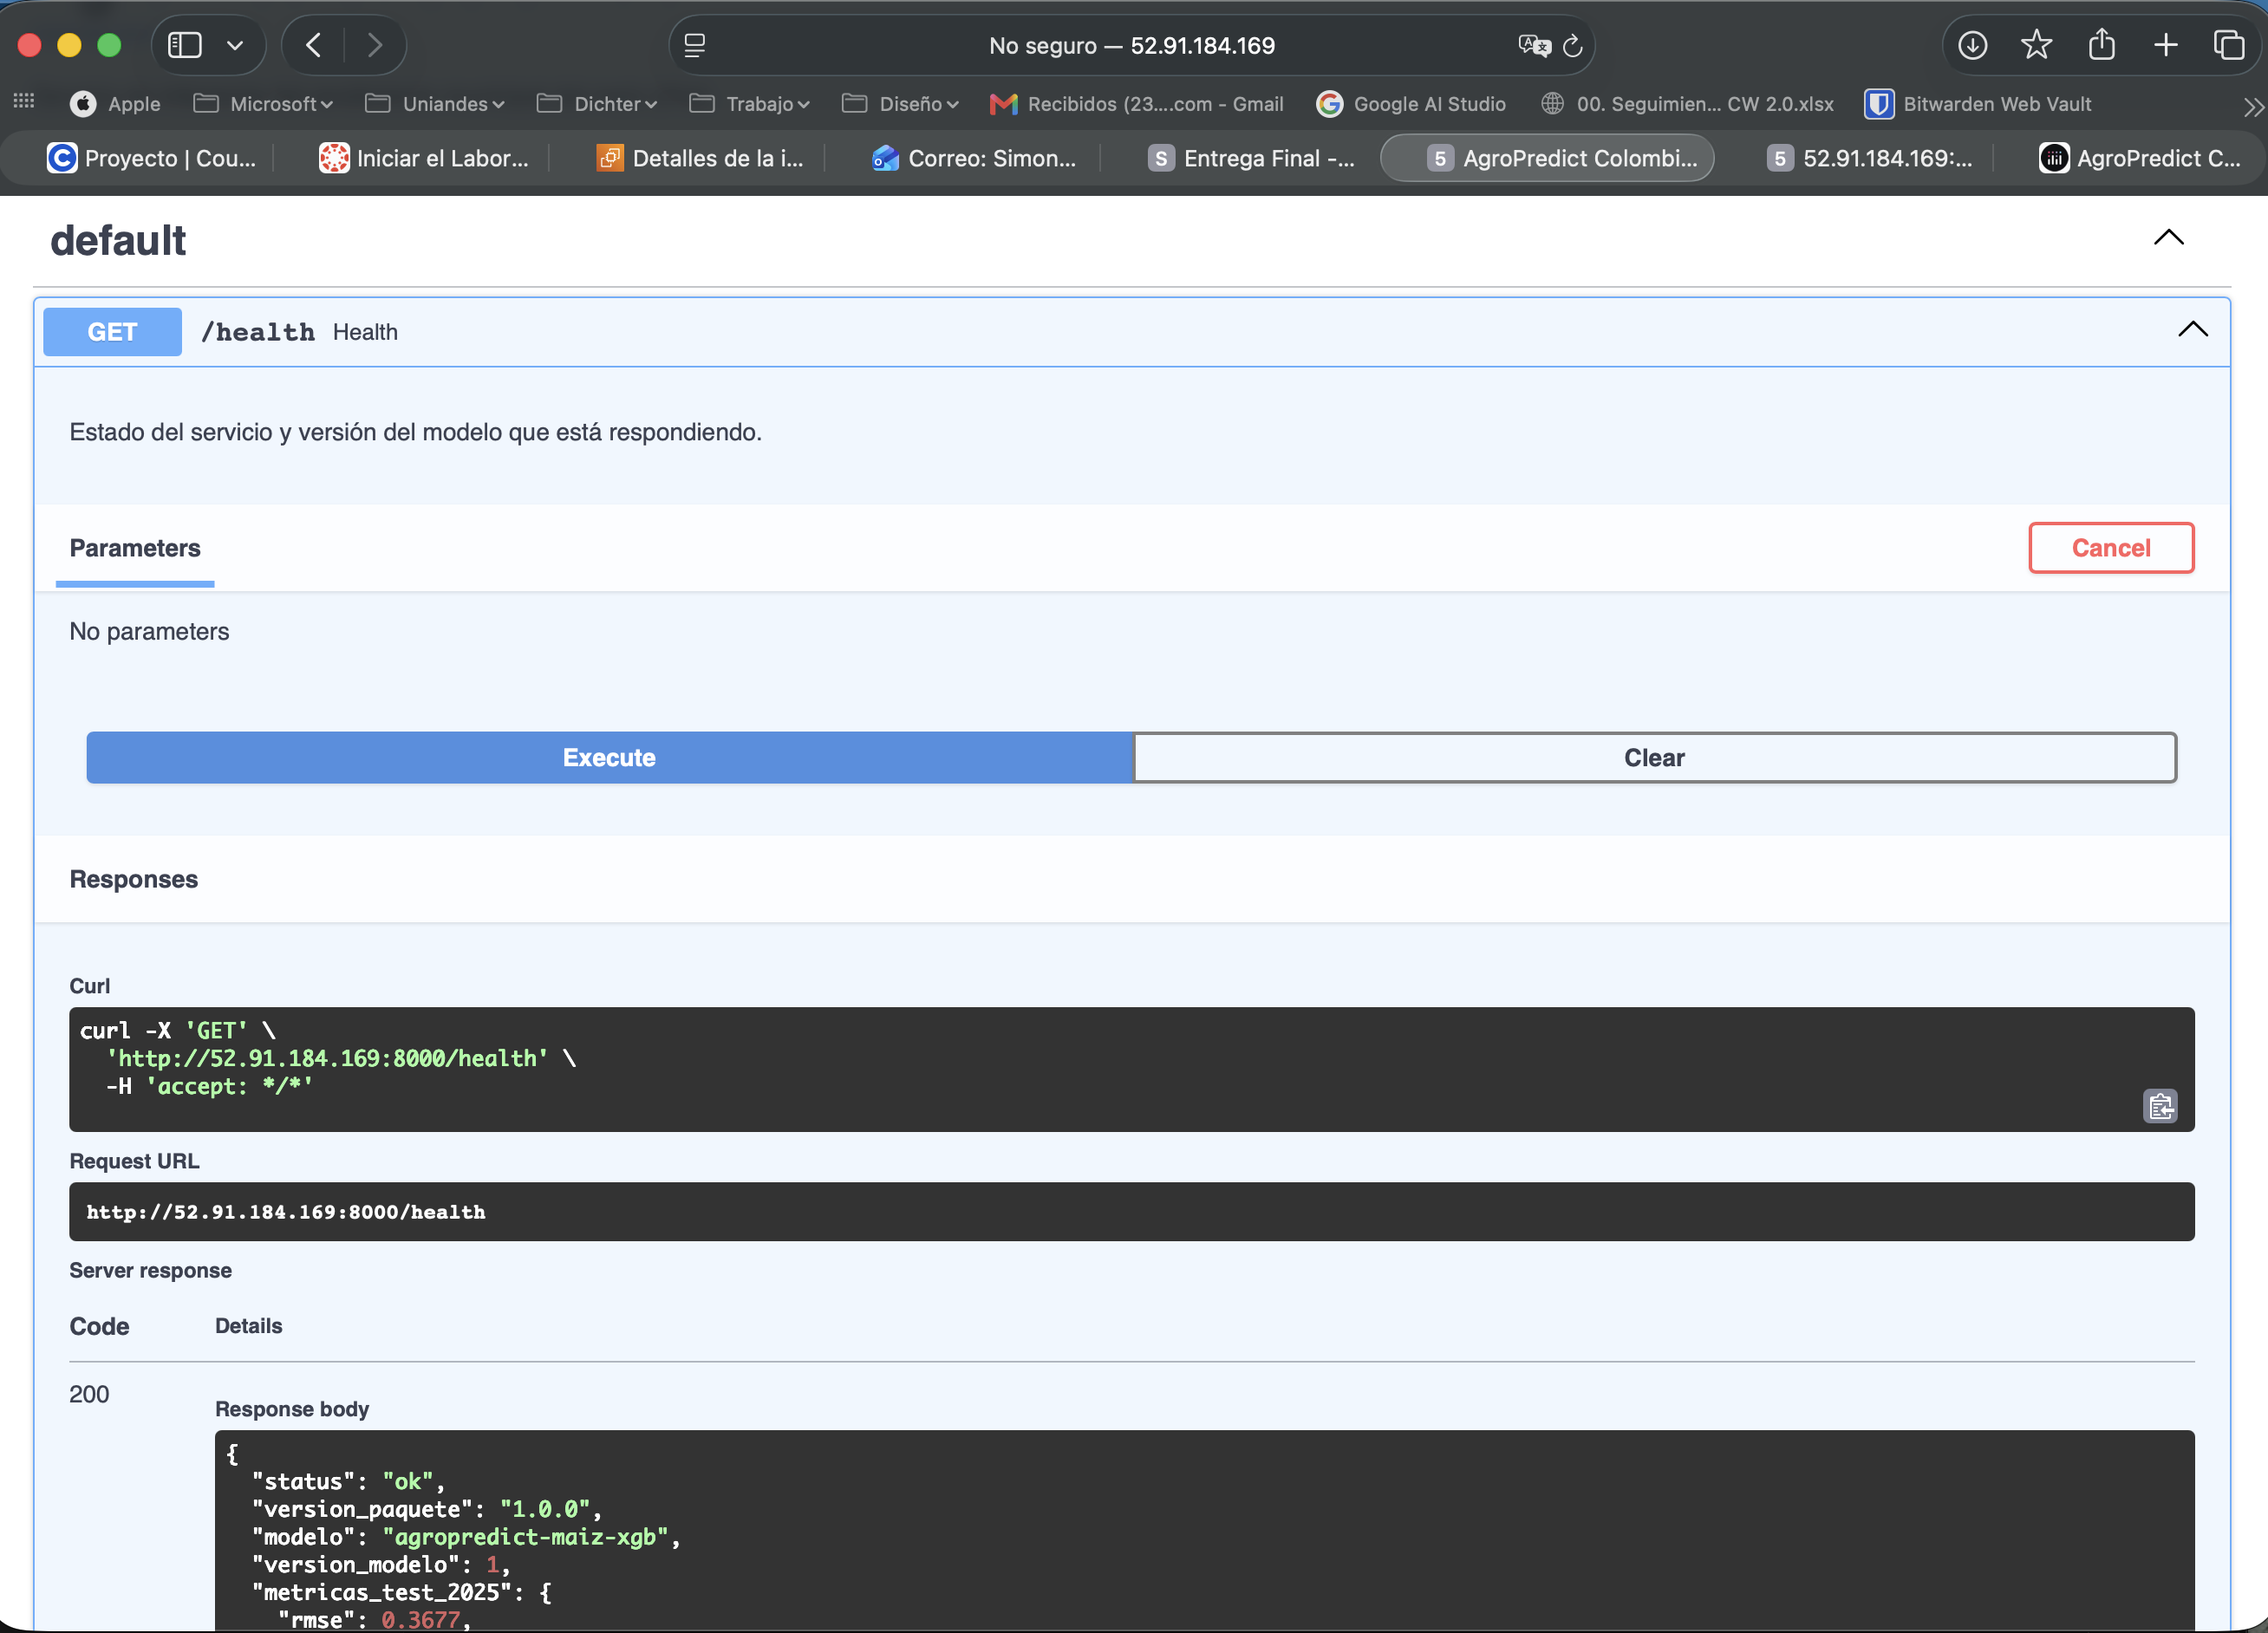 No seguro — 52.91.184.169
Apple Microsoft Uniandes Dichter Trabajo Diseño Recibidos (23....com - Gmail Google AI Studio 00. Seguimien... CW 2.0.xlsx Bitwarden Web Vault
Proyecto | Cou... Iniciar el Labor... Detalles de la i... Correo: Simon... S Entrega Final -... 5 AgroPredict Colombi... 5 52.91.184.169:... AgroPredict C...
default
GET /health Health
Estado del servicio y versión del modelo que está respondiendo.
Parameters Cancel
No parameters
Execute Clear
Responses
Curl
curl -X 'GET' \
'http://52.91.184.169:8000/health' \
-H 'accept: */*'
Request URL
http://52.91.184.169:8000/health
Server response
Code Details
200
Response body
{
"status": "ok",
"version_paquete": "1.0.0",
"modelo": "agropredict-maiz-xgb",
"version_modelo": 1,
"metricas_test_2025": {
"rmse": 0.3677,